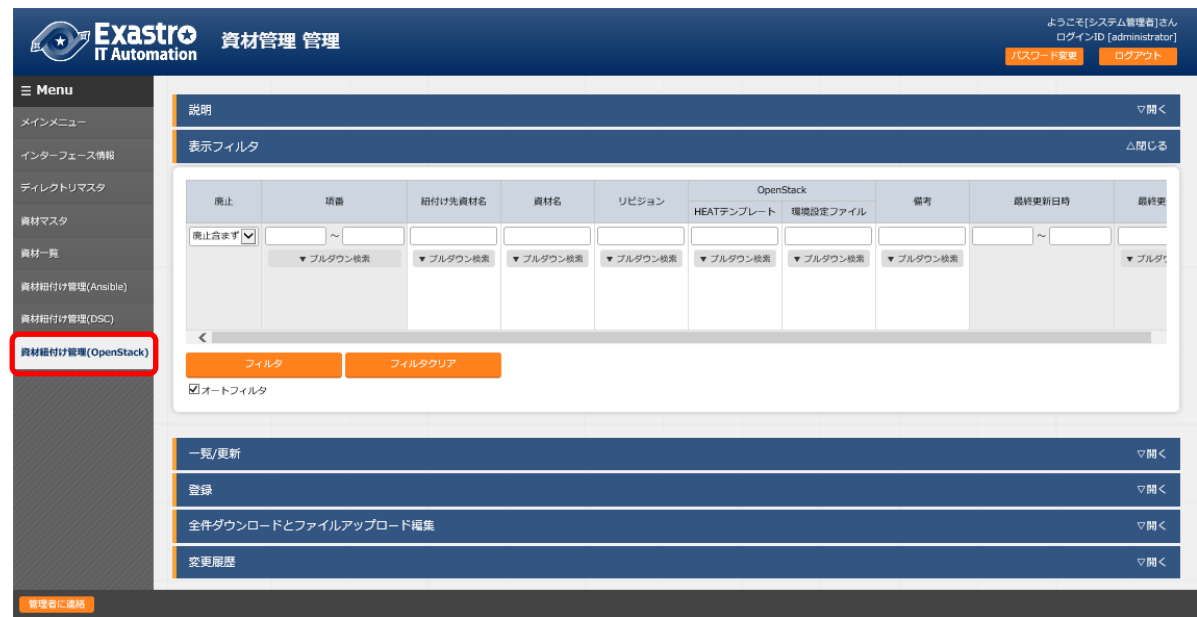 Exastro
IT Automation
資材管理 管理
ようこそ[システム管理者]さん
ログインID [administrator]
パスワード変更 ログアウト
Menu
メインメニュー
インターフェース情報
ディレクトリマスタ
資材マスタ
資材一覧
資材紐付け管理(Ansible)
資材紐付け管理(DSC)
資材紐付け管理(OpenStack)
説明 ▽開く
表示フィルタ △閉じる
廃止 項番 紐付け先資材名 資材名 リビジョン OpenStack 備考 最終更新日時 最終更
HEATテンプレート 環境設定ファイル
廃止含まず ～ ～
▼ プルダウン検索 ▼ プルダウン検索 ▼ プルダウン検索 ▼ プルダウン検索 ▼ プルダウン検索 ▼ プルダウン検索 ▼ プルダウン検索 ▼ プルダ
フィルタ フィルタクリア
オートフィルタ
一覧/更新 ▽開く
登録 ▽開く
全件ダウンロードとファイルアップロード編集 ▽開く
変更履歴 ▽開く
管理者に連絡